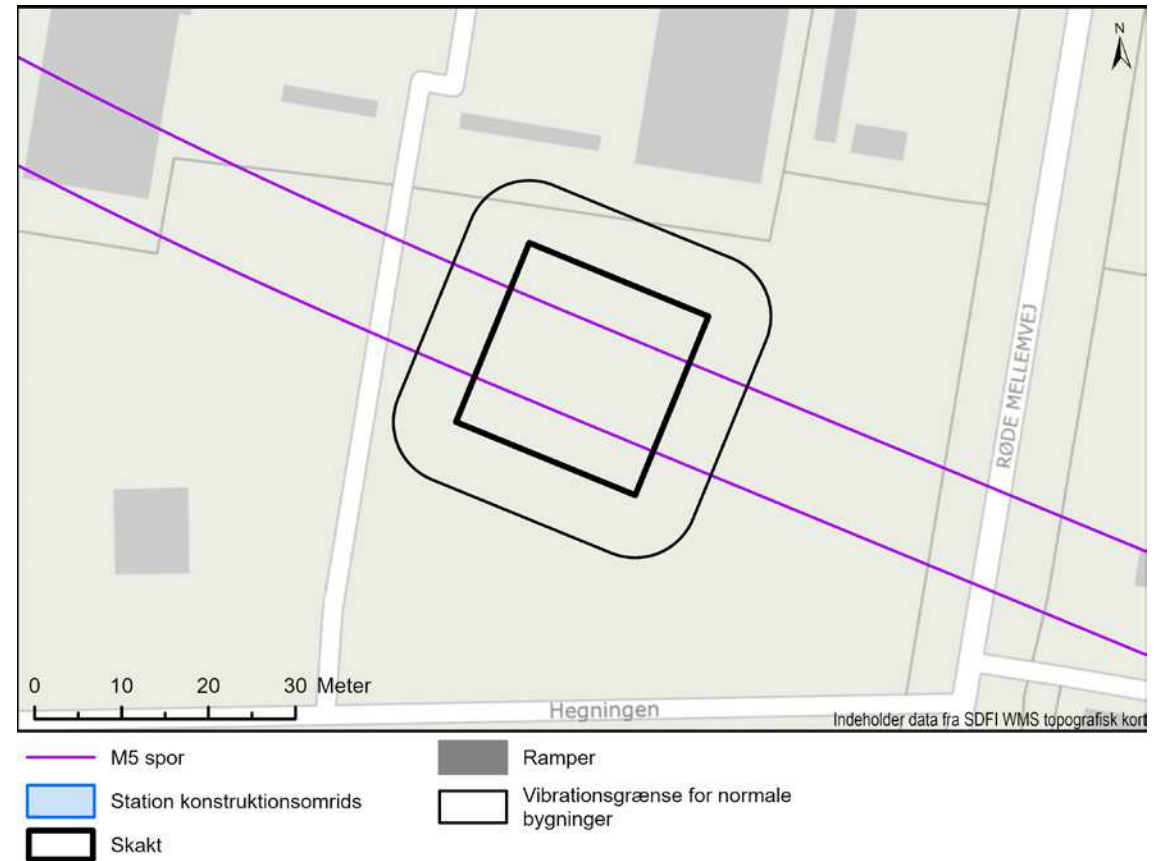 N
RØDE MELLEMVEJ
0 10 20 30 Meter
Hegningen
Indeholder data fra SDFI WMS topografisk kort
M5 spor
Station konstruktionsomrids
Skakt
Ramper
Vibrationsgrænse for normale
bygninger